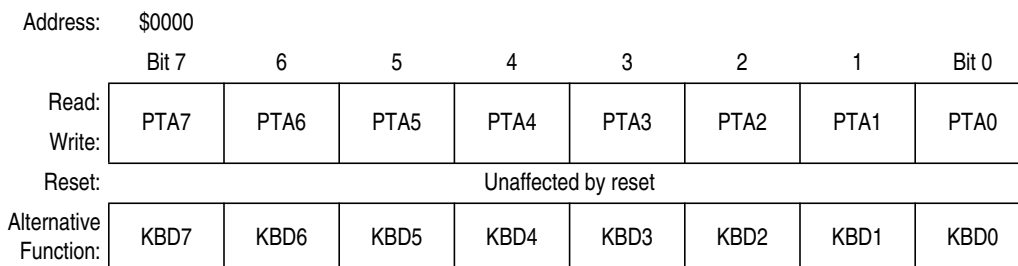 Address: $0000
Bit 7 6 5 4 3 2 1 Bit 0
Read:
PTA7 PTA6 PTA5 PTA4 PTA3 PTA2 PTA1 PTA0
Write:
Reset: Unaffected by reset
Alternative
Function: KBD7 KBD6 KBD5 KBD4 KBD3 KBD2 KBD1 KBD0